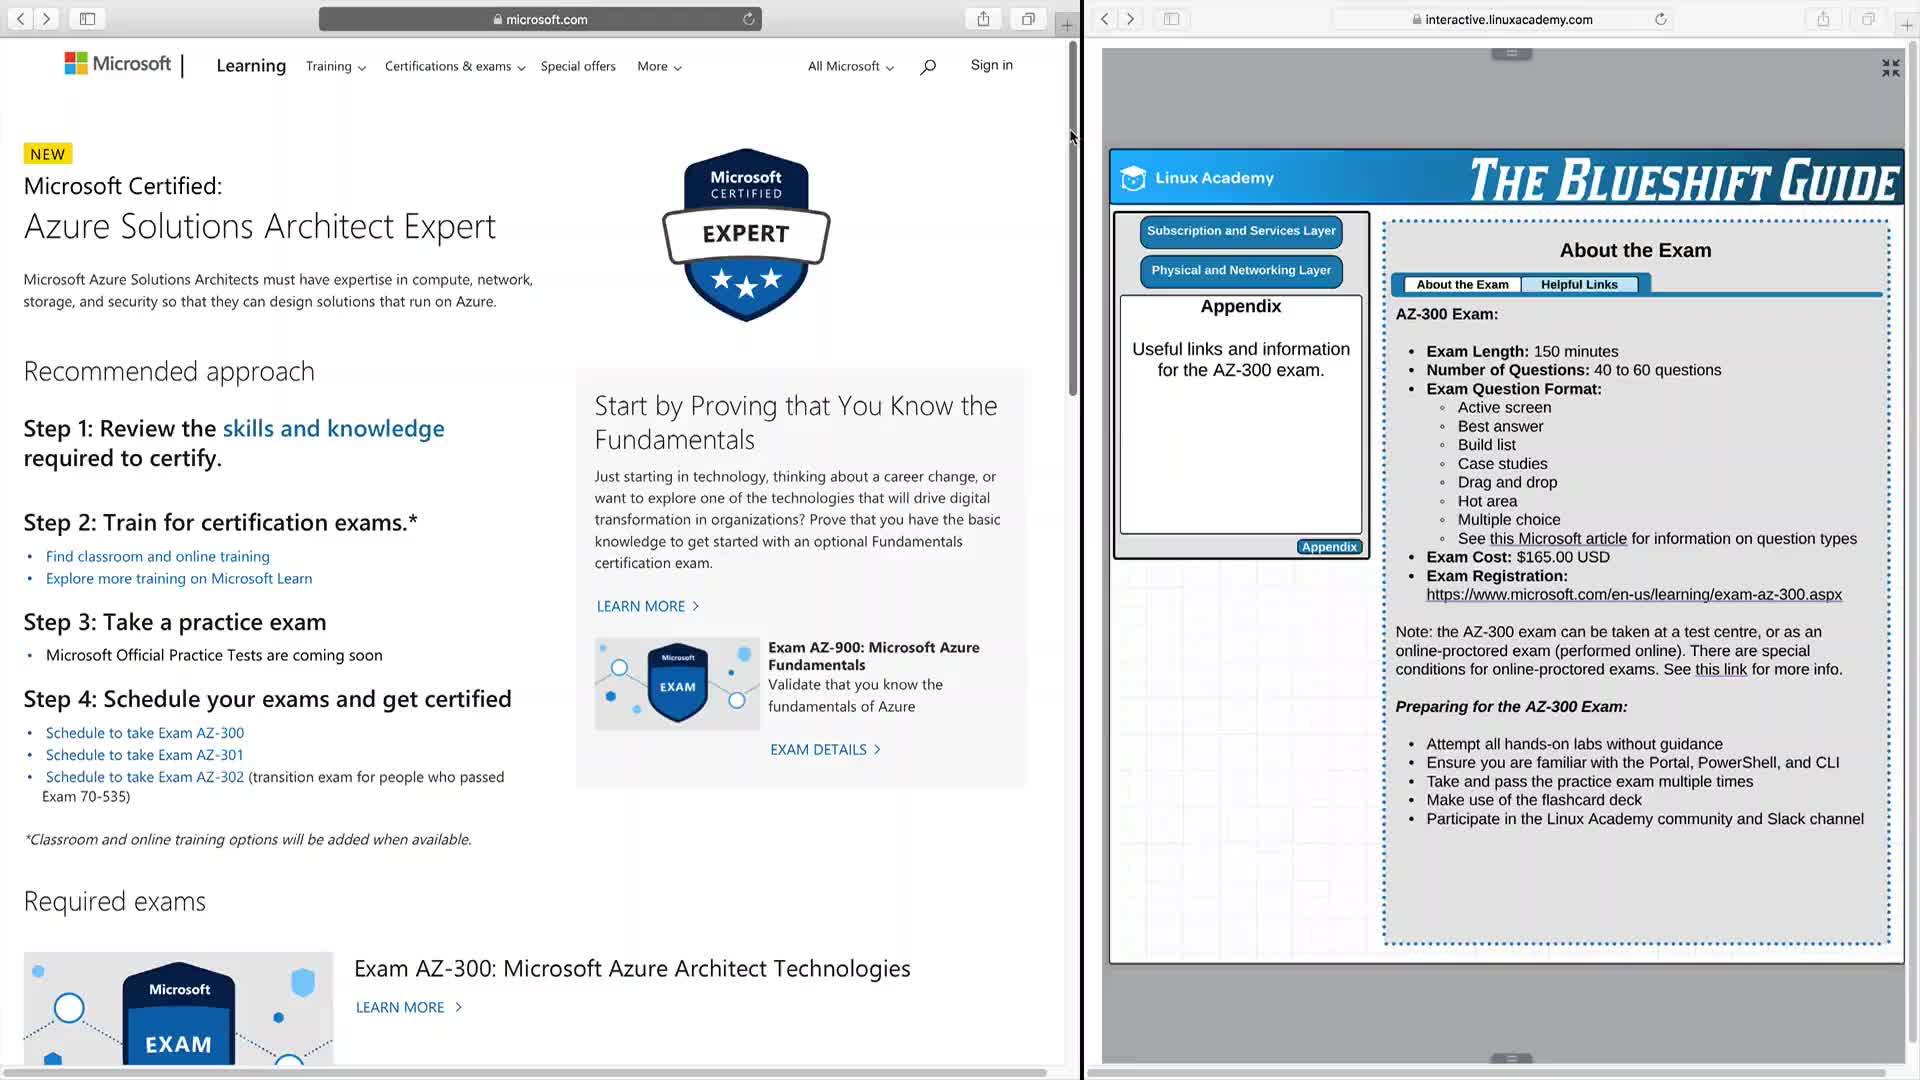 microsoft.com
Microsoft
Learning
Training
Certifications & exams
Special offers
More
All Microsoft
Sign in
NEW
Microsoft Certified:
Azure Solutions Architect Expert
Microsoft Azure Solutions Architects must have expertise in compute, network,
storage, and security so that they can design solutions that run on Azure.
Microsoft
CERTIFIED
EXPERT
Recommended approach
Step 1: Review the skills and knowledge
required to certify.
Step 2: Train for certification exams.*
• Find classroom and online training
• Explore more training on Microsoft Learn
Step 3: Take a practice exam
• Microsoft Official Practice Tests are coming soon
Step 4: Schedule your exams and get certified
• Schedule to take Exam AZ-300
• Schedule to take Exam AZ-301
• Schedule to take Exam AZ-302 (transition exam for people who passed
Exam 70-535)
*Classroom and online training options will be added when available.
Start by Proving that You Know the
Fundamentals
Just starting in technology, thinking about a career change, or
want to explore one of the technologies that will drive digital
transformation in organizations? Prove that you have the basic
knowledge to get started with an optional Fundamentals
certification exam.
LEARN MORE
Microsoft
EXAM
Exam AZ-900: Microsoft Azure
Fundamentals
Validate that you know the
fundamentals of Azure
EXAM DETAILS
Required exams
Microsoft
EXAM
Exam AZ-300: Microsoft Azure Architect Technologies
LEARN MORE
interactive.linuxacademy.com
Linux Academy
THE BLUESHIFT GUIDE
Subscription and Services Layer
Physical and Networking Layer
Appendix
Useful links and information
for the AZ-300 exam.
Appendix
About the Exam
About the Exam
Helpful Links
AZ-300 Exam:
• Exam Length: 150 minutes
• Number of Questions: 40 to 60 questions
• Exam Question Format:
◦ Active screen
◦ Best answer
◦ Build list
◦ Case studies
◦ Drag and drop
◦ Hot area
◦ Multiple choice
◦ See this Microsoft article for information on question types
• Exam Cost: $165.00 USD
• Exam Registration:
https://www.microsoft.com/en-us/learning/exam-az-300.aspx
Note: the AZ-300 exam can be taken at a test centre, or as an
online-proctored exam (performed online). There are special
conditions for online-proctored exams. See this link for more info.
Preparing for the AZ-300 Exam:
• Attempt all hands-on labs without guidance
• Ensure you are familiar with the Portal, PowerShell, and CLI
• Take and pass the practice exam multiple times
• Make use of the flashcard deck
• Participate in the Linux Academy community and Slack channel